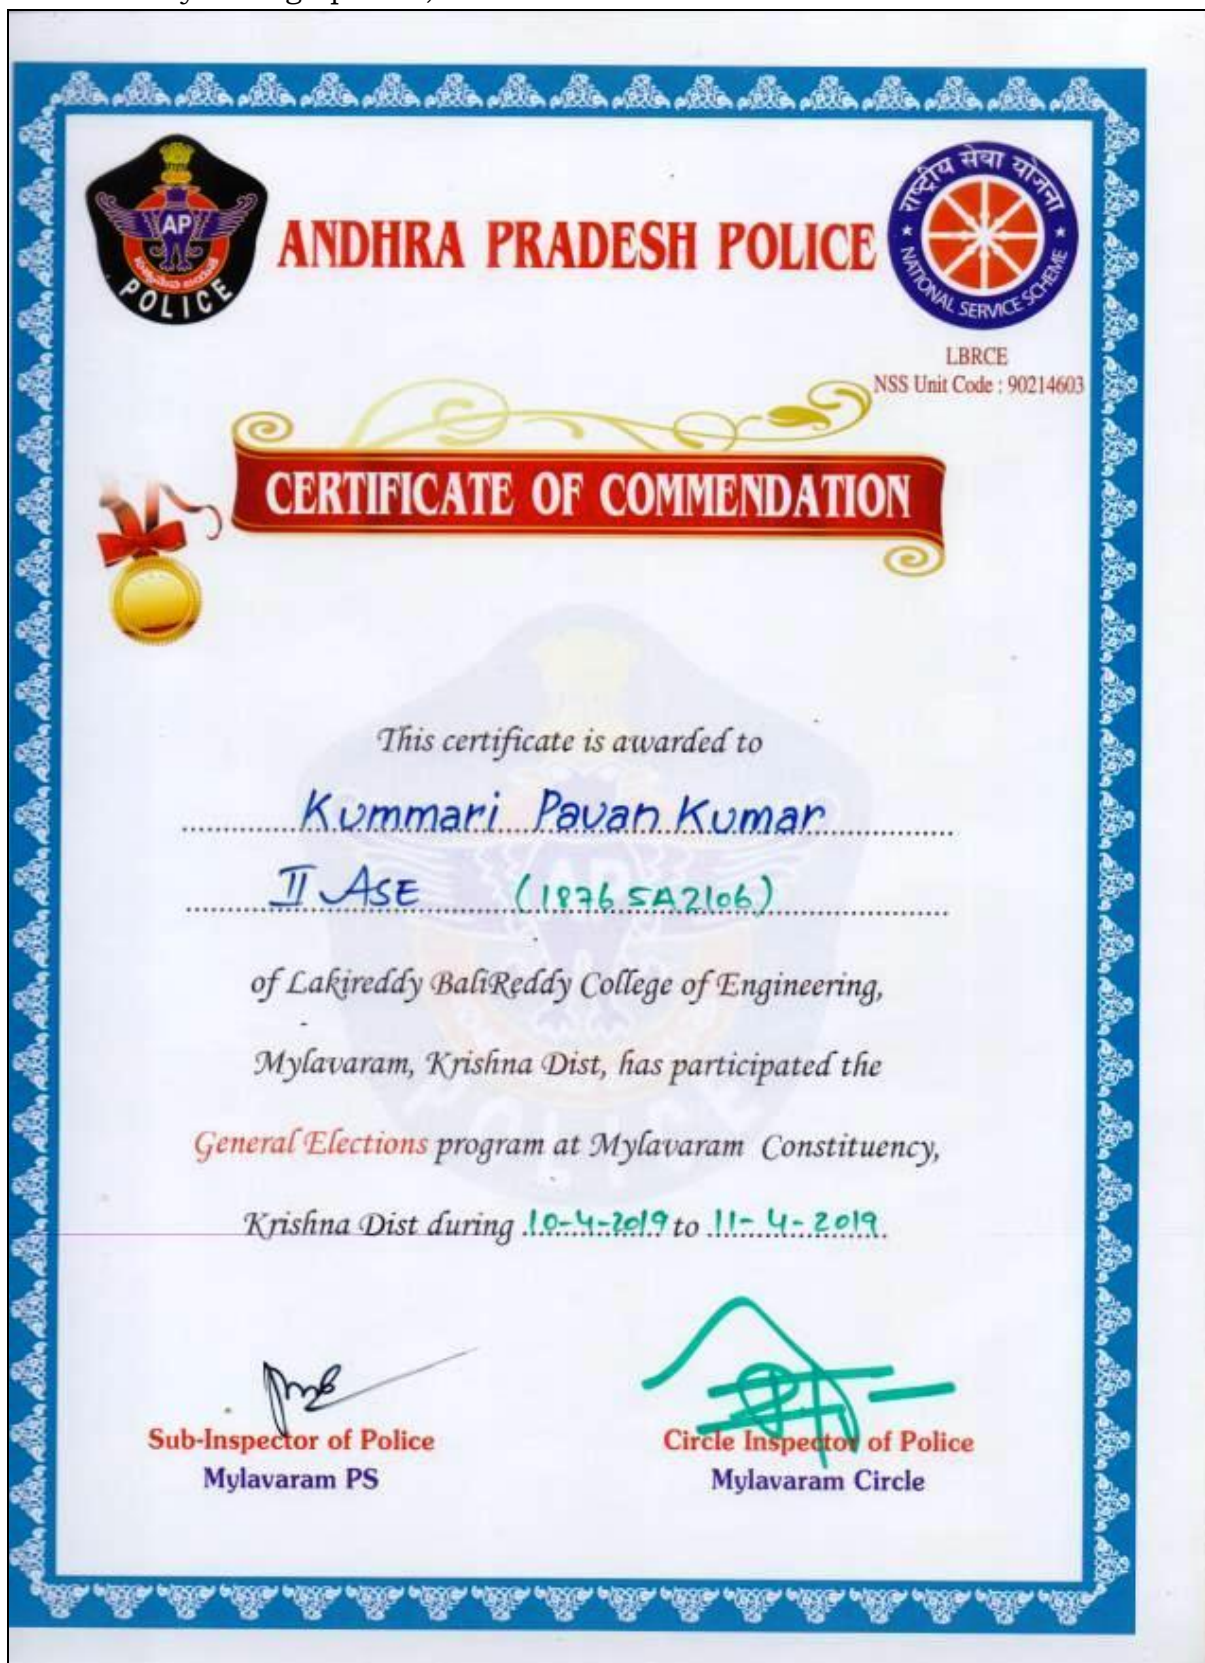 AP
POLICE
ANDHRA PRADESH POLICE
राष्ट्रीय सेवा योजना
NATIONAL SERVICE SCHEME
LBRCE
NSS Unit Code : 90214603
CERTIFICATE OF COMMENDATION
This certificate is awarded to
Kummari Pavan Kumar
II ASE (18765A2106)
of Lakireddy BaliReddy College of Engineering,
Mylavaram, Krishna Dist, has participated the
General Elections program at Mylavaram Constituency,
Krishna Dist during 10-4-2019 to 11-4-2019
Sub-Inspector of Police
Mylavaram PS
Circle Inspector of Police
Mylavaram Circle